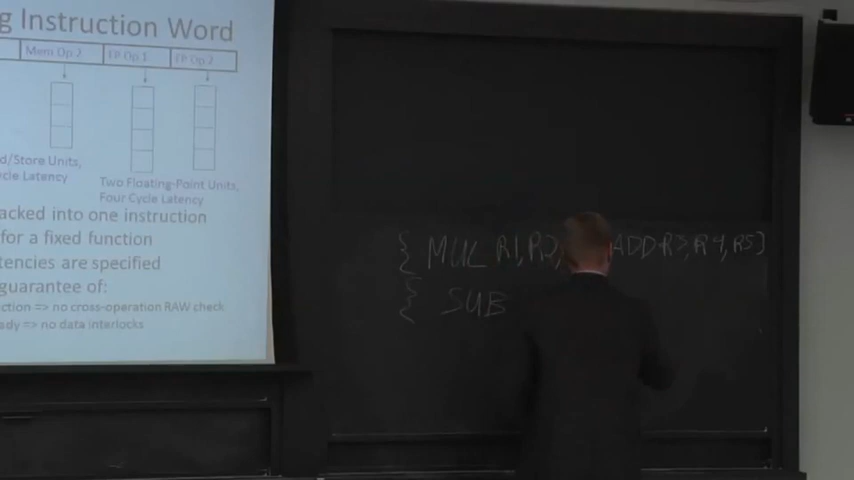 g Instruction Word
Mem Op 2 FP Op 1 FP Op 2
d/Store Units,
cle Latency
Two Floating-Point Units,
Four Cycle Latency
acked into one instruction
for a fixed function
tencies are specified
guarantee of:
ction => no cross-operation RAW check
ady => no data interlocks
{ MUL R1, R2, ADD R3, R4, R5}
{ SUB